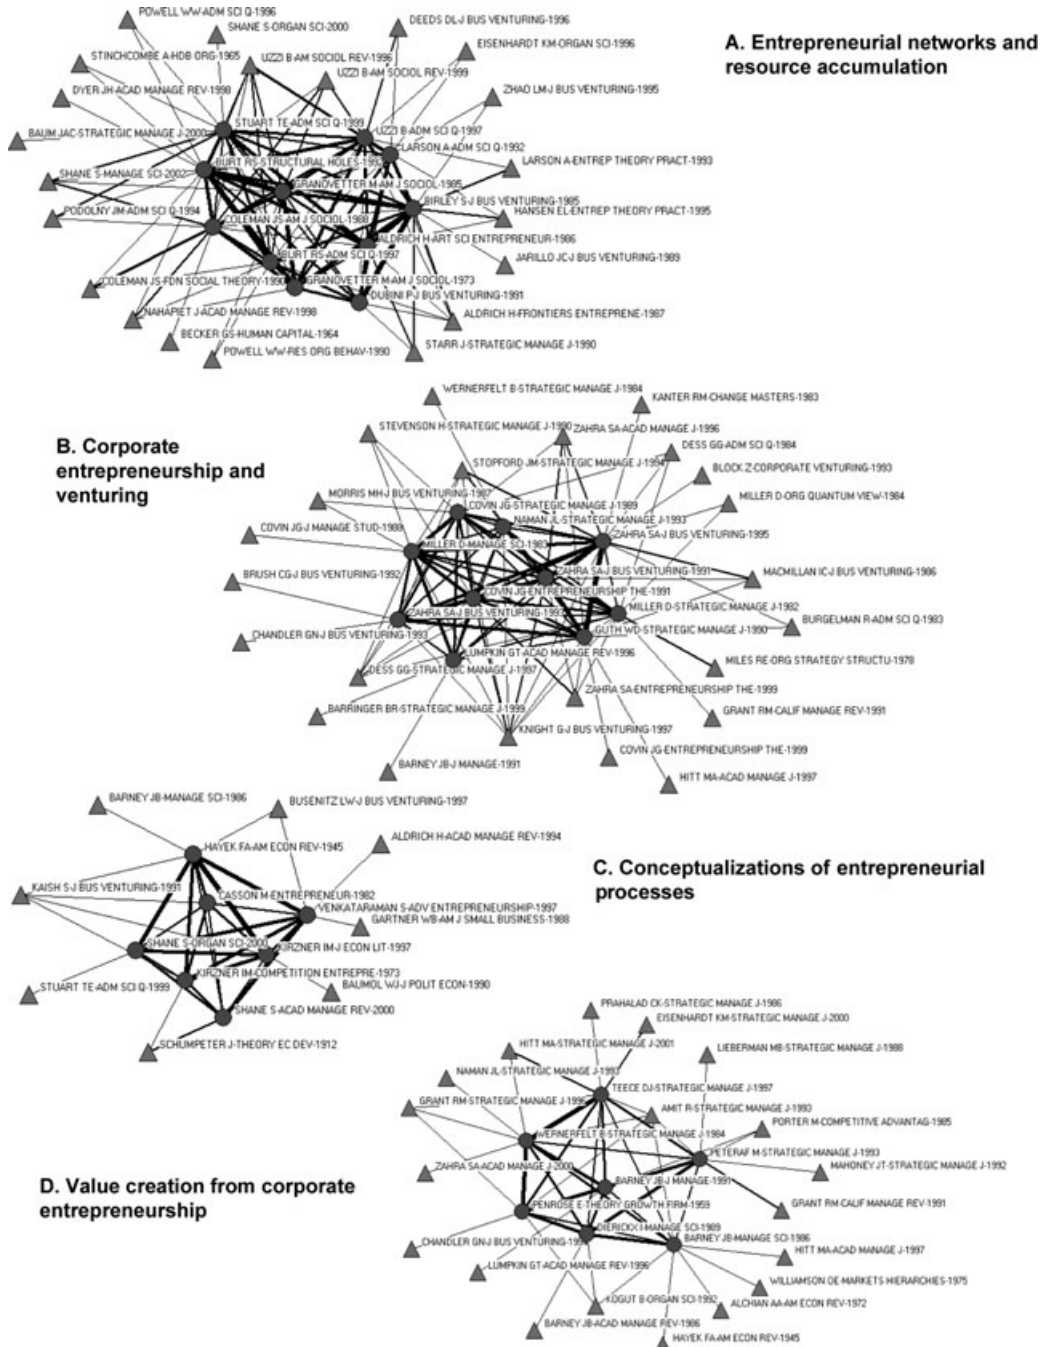 POWELL WW-ADM SCI Q-1996
SHANE S-ORGAN SCI-2000
DEEDS DL-J BUS VENTURING-1996
STINCHCOMBE A-HDB ORG-1965
UZZI B-AM SOCIOL REV-1996
EISENHARDT KM-ORGAN SCI-1996
A. Entrepreneurial networks and
resource accumulation
UZZI B-AM SOCIOL REV-1999
DYER JH-ACAD MANAGE REV-1998
ZHAO LM-J BUS VENTURING-1995
STUART TE-ADM SCI Q-1999
BAUM JAC-STRATEGIC MANAGE J-2000
UZZI B-ADM SCI Q-1997
LARSON A-ADM SCI Q-1992
BURT RS-STRUCTURAL HOLES-1992
LARSON A-ENTREP THEORY PRACT-1993
SHANE S-MANAGE SCI-2002
GRANOVETTER M-AM J SOCIOL-1985
BIRLEY S-J BUS VENTURING-1985
PODOLNY JM-ADM SCI Q-1994
HANSEN EL-ENTREP THEORY PRACT-1995
COLEMAN JS-AM J SOCIOL-1988
ALDRICH H-ART SCI ENTREPRENEUR-1986
BURT RS-ADM SCI Q-1997
JARILLO JC-J BUS VENTURING-1989
COLEMAN JS-FDN SOCIAL THEORY-1990
GRANOVETTER M-AM J SOCIOL-1973
DUBINI P-J BUS VENTURING-1991
NAHAPIET J-ACAD MANAGE REV-1998
ALDRICH H-FRONTIERS ENTREPRENE-1987
BECKER GS-HUMAN CAPITAL-1964
STARR J-STRATEGIC MANAGE J-1990
POWELL WW-RES ORG BEHAV-1990
WERNERFELT B-STRATEGIC MANAGE J-1984
KANTER RM-CHANGE MASTERS-1983
B. Corporate
entrepreneurship and
venturing
STEVENSON H-STRATEGIC MANAGE J-1990
ZAHRA SA-ACAD MANAGE J-1996
DESS GG-ADM SCI Q-1984
STOPFORD JM-STRATEGIC MANAGE J-1994
BLOCK Z-CORPORATE VENTURING-1993
MORRIS MH-J BUS VENTURING-1987
COVIN JG-STRATEGIC MANAGE J-1989
MILLER D-ORG QUANTUM VIEW-1984
COVIN JG-J MANAGE STUD-1988
NAMAN JL-STRATEGIC MANAGE J-1993
ZAHRA SA-J BUS VENTURING-1995
MILLER D-MANAGE SCI-1983
BRUSH CG-J BUS VENTURING-1992
ZAHRA SA-J BUS VENTURING-1991
MACMILLAN IC-J BUS VENTURING-1986
COVIN JG-ENTREPRENEURSHIP THE-1991
ZAHRA SA-J BUS VENTURING-1993
MILLER D-STRATEGIC MANAGE J-1982
BURGELMAN R-ADM SCI Q-1983
CHANDLER GN-J BUS VENTURING-1993
GUTH WD-STRATEGIC MANAGE J-1990
LUMPKIN GT-ACAD MANAGE REV-1996
DESS GG-STRATEGIC MANAGE J-1997
MILES RE-ORG STRATEGY STRUCTU-1978
ZAHRA SA-ENTREPRENEURSHIP THE-1999
BARRINGER BR-STRATEGIC MANAGE J-1999
GRANT RM-CALIF MANAGE REV-1991
KNIGHT G-J BUS VENTURING-1997
COVIN JG-ENTREPRENEURSHIP THE-1999
BARNEY JB-J MANAGE-1991
HITT MA-ACAD MANAGE J-1997
BARNEY JB-MANAGE SCI-1986
BUSENITZ LW-J BUS VENTURING-1997
ALDRICH H-ACAD MANAGE REV-1994
HAYEK FA-AM ECON REV-1945
C. Conceptualizations of entrepreneurial
processes
KAISH S-J BUS VENTURING-1991
CASSON M-ENTREPRENEUR-1982
VENKATARAMAN S-ADV ENTREPRENEURSHIP-1997
GARTNER WB-AM J SMALL BUSINESS-1988
SHANE S-ORGAN SCI-2000
KIRZNER IM-J ECON LIT-1997
KIRZNER IM-COMPETITION ENTREPRE-1973
STUART TE-ADM SCI Q-1999
BAUMOL WJ-J POLIT ECON-1990
SHANE S-ACAD MANAGE REV-2000
SCHUMPETER J-THEORY EC DEV-1912
PRAHALAD CK-STRATEGIC MANAGE J-1986
EISENHARDT KM-STRATEGIC MANAGE J-2000
HITT MA-STRATEGIC MANAGE J-2001
LIEBERMAN MB-STRATEGIC MANAGE J-1988
NAMAN JL-STRATEGIC MANAGE J-1993
TEECE DJ-STRATEGIC MANAGE J-1997
GRANT RM-STRATEGIC MANAGE J-1996
AMIT R-STRATEGIC MANAGE J-1993
PORTER M-COMPETITIVE ADVANTAG-1985
WERNERFELT B-STRATEGIC MANAGE J-1984
PETERAF M-STRATEGIC MANAGE J-1993
ZAHRA SA-ACAD MANAGE J-2000
MAHONEY JT-STRATEGIC MANAGE J-1992
D. Value creation from corporate
entrepreneurship
BARNEY JB-J MANAGE-1991
PENROSE E-THEORY GROWTH FIRM-1959
GRANT RM-CALIF MANAGE REV-1991
DIERICKX I-MANAGE SCI-1989
BARNEY JB-MANAGE SCI-1986
CHANDLER GN-J BUS
HITT MA-ACAD MANAGE J-1997
LUMPKIN GT-ACAD MANAGE REV-1996
WILLIAMSON OE-MARKETS HIERARCHIES-1975
KOGUT B-ORGAN SCI-1992
ALCHIAN AA-AM ECON REV-1972
BARNEY JB-ACAD MANAGE REV-1986
HAYEK FA-AM ECON REV-1945